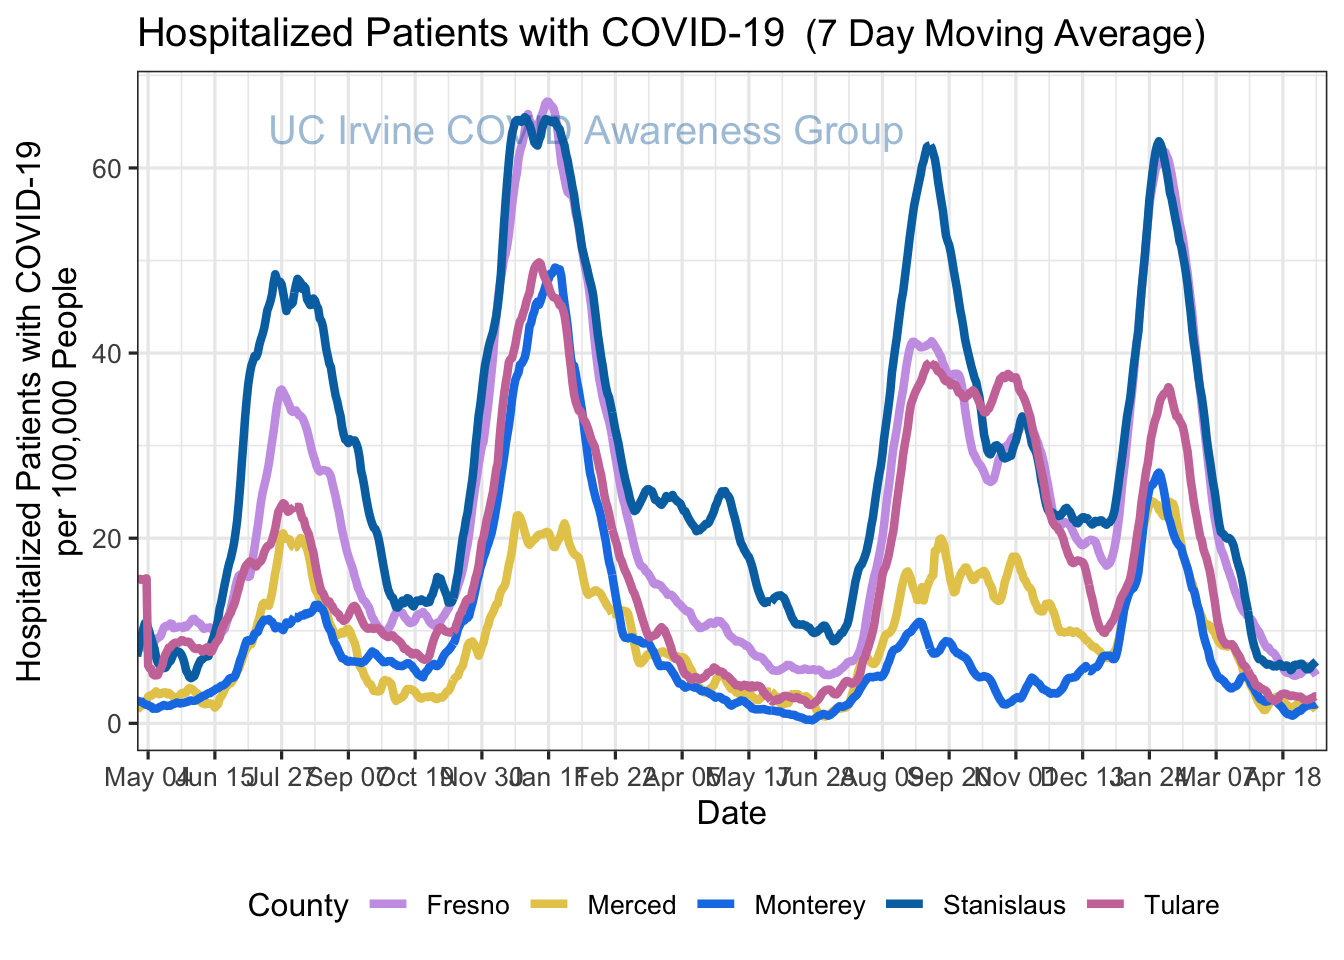 Hospitalized Patients with COVID-19 (7 Day Moving Average)
UC Irvine COVID Awareness Group
Hospitalized Patients with COVID-19
per 100,000 People
60
40
20
0
May 04 Jun 15 Jul 27 Sep 07 Oct 19 Nov 30 Jan 11 Feb 22 Apr 05 May 17 Jun 28 Aug 09 Sep 20 Nov 01 Dec 13 Jan 24 Mar 07 Apr 18
Date
County Fresno Merced Monterey Stanislaus Tulare